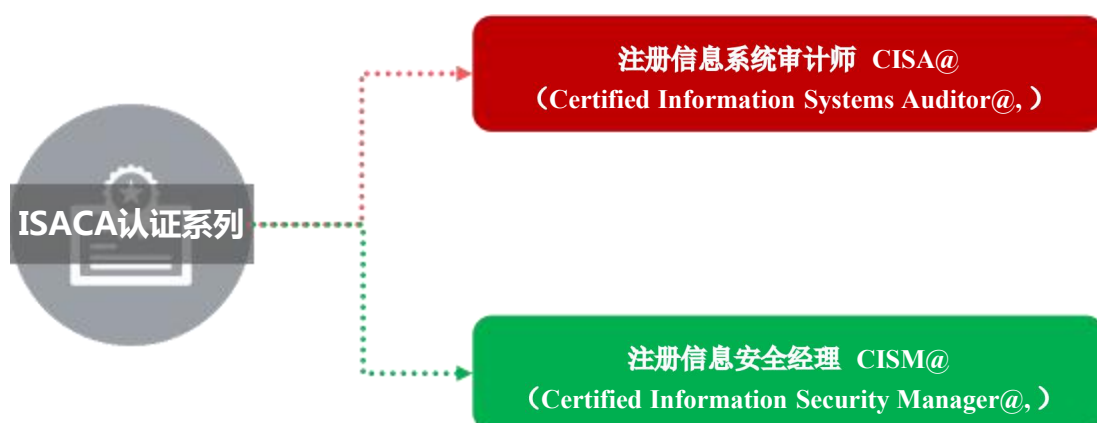 注册信息系统审计师 CISA@
（Certified Information Systems Auditor@,）
ISACA认证系列
注册信息安全经理 CISM@
（Certified Information Security Manager@,）